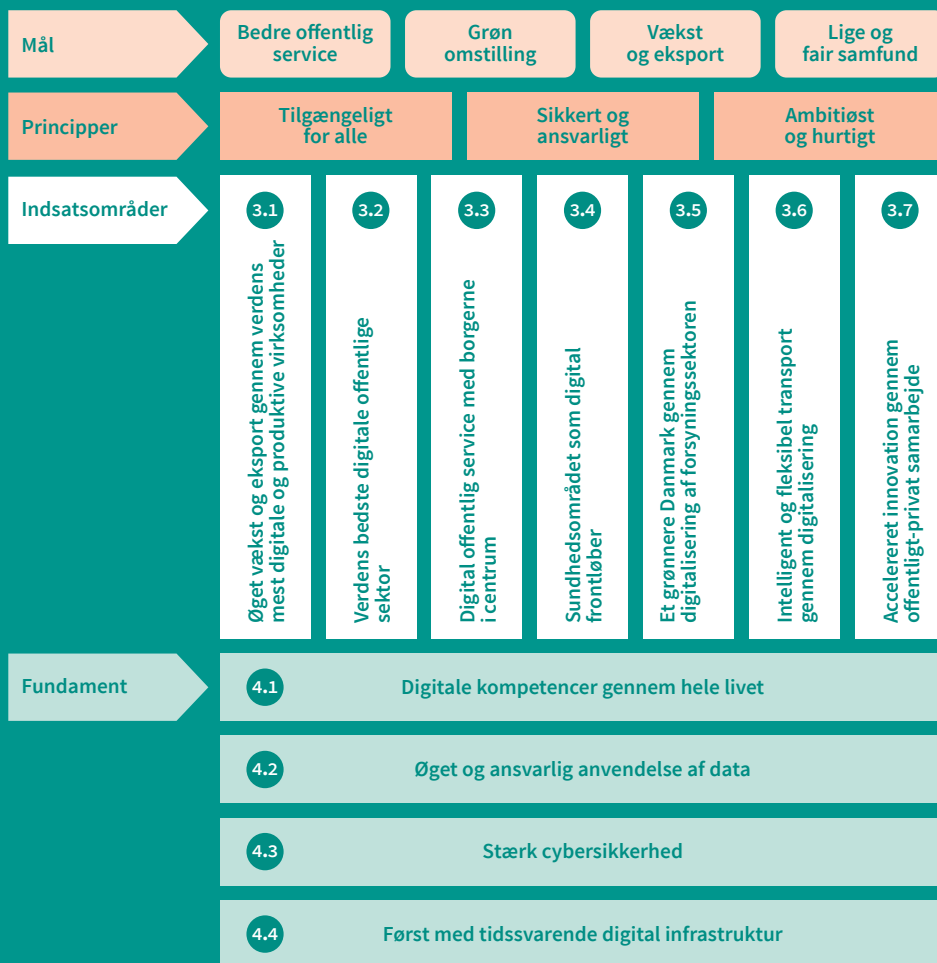 Mål
Bedre offentlig
service
Grøn
omstilling
Vækst
og eksport
Lige og
fair samfund
Principper
Tilgængeligt
for alle
Sikkert og
ansvarligt
Ambitiøst
og hurtigt
Indsatsområder
3.1
Øget vækst og eksport gennem verdens
mest digitale og produktive virksomheder
3.2
Verdens bedste digitale offentlige
sektor
3.3
Digital offentlig service med borgerne
i centrum
3.4
Sundhedsområdet som digital
frontløber
3.5
Et grønnere Danmark gennem
digitalisering af forsyningssektoren
3.6
Intelligent og fleksibel transport
gennem digitalisering
3.7
Accelereret innovation gennem
offentligt-privat samarbejde
Fundament
4.1
Digitale kompetencer gennem hele livet
4.2
Øget og ansvarlig anvendelse af data
4.3
Stærk cybersikkerhed
4.4
Først med tidssvarende digital infrastruktur